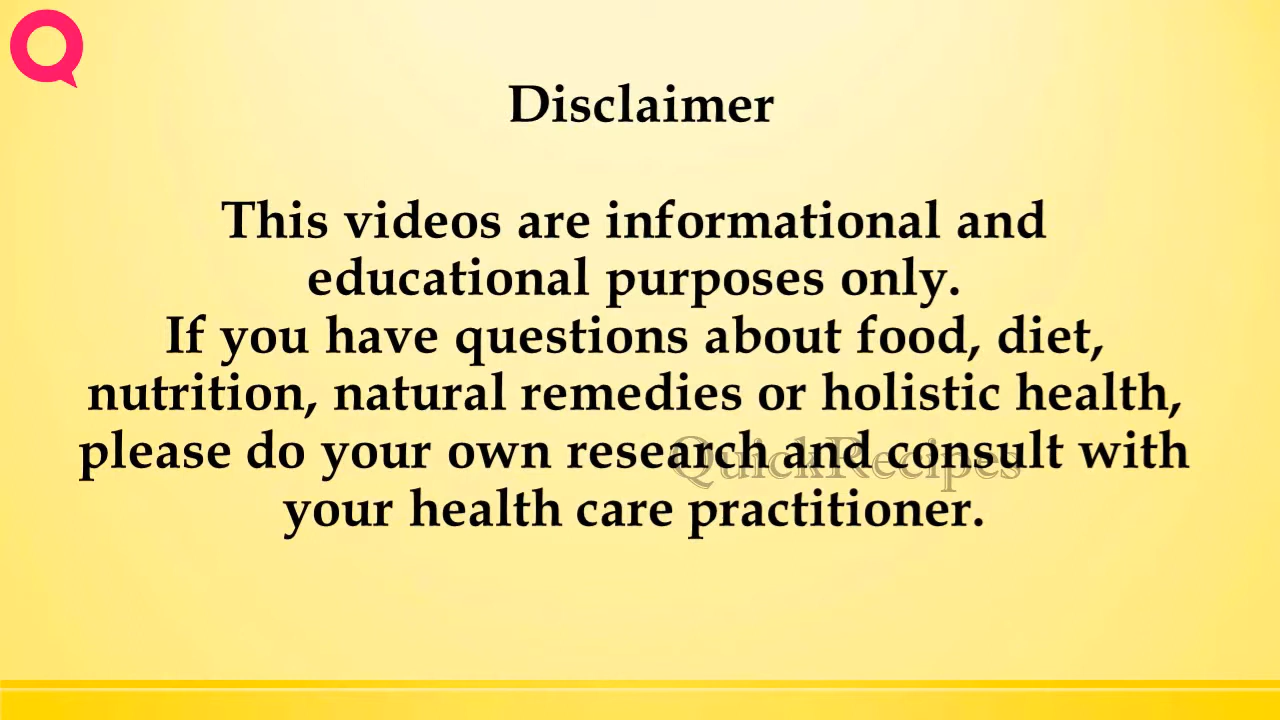 Disclaimer
This videos are informational and
educational purposes only.
If you have questions about food, diet,
nutrition, natural remedies or holistic health,
please do your own research and consult with
QuickRecipes
your health care practitioner.